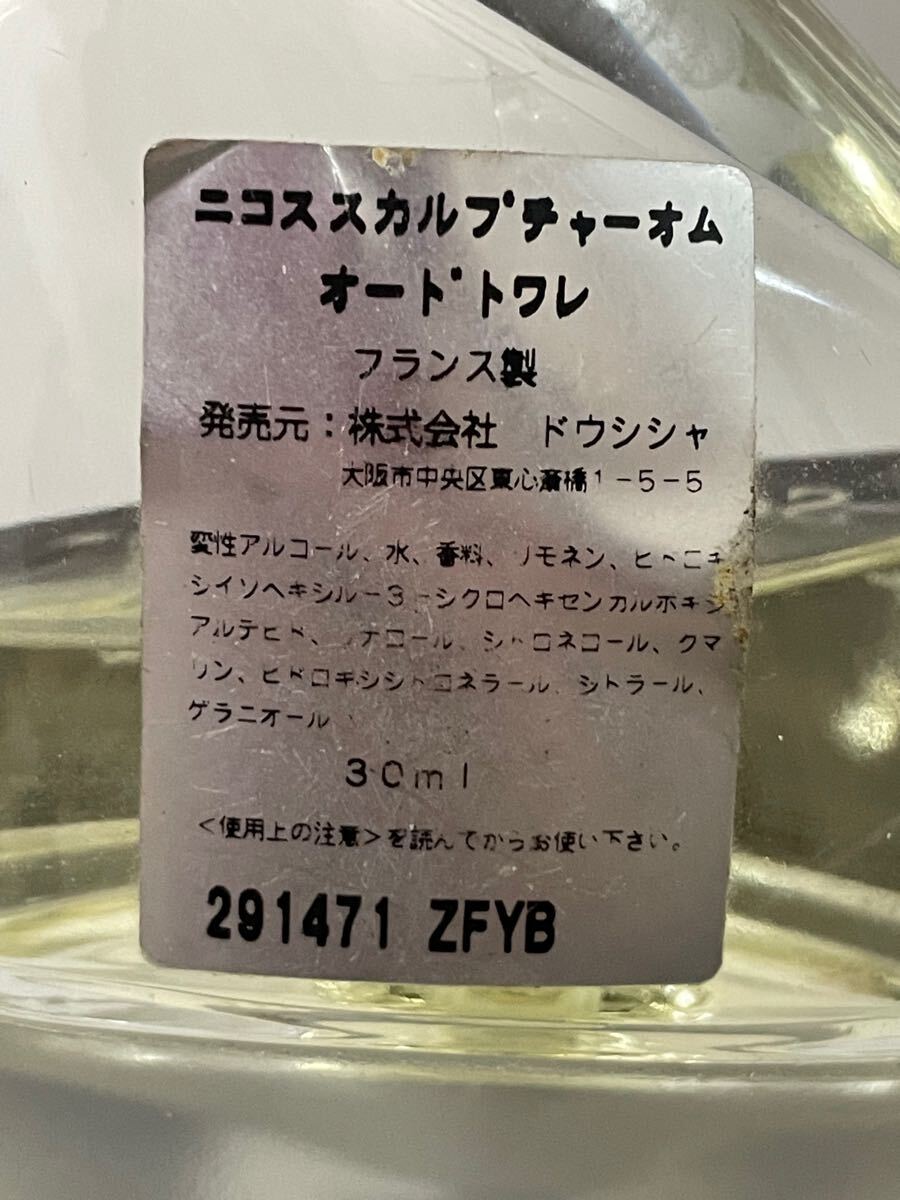 ニコススカルプチャーオム
オードトワレ
フランス製
発売元：株式会社　ドウシシャ
大阪市中央区東心斎橋1-5-5
変性アルコール、水、香料、リモネン、ヒドロキ
シイソヘキシル-3-シクロヘキセンカルボキシ
アルデヒド、リナロール、シトロネロール、クマ
リン、ヒドロキシシトロネラール、シトラール、
ゲラニオール
30ml
＜使用上の注意＞を読んでからお使い下さい。
291471 ZFYB